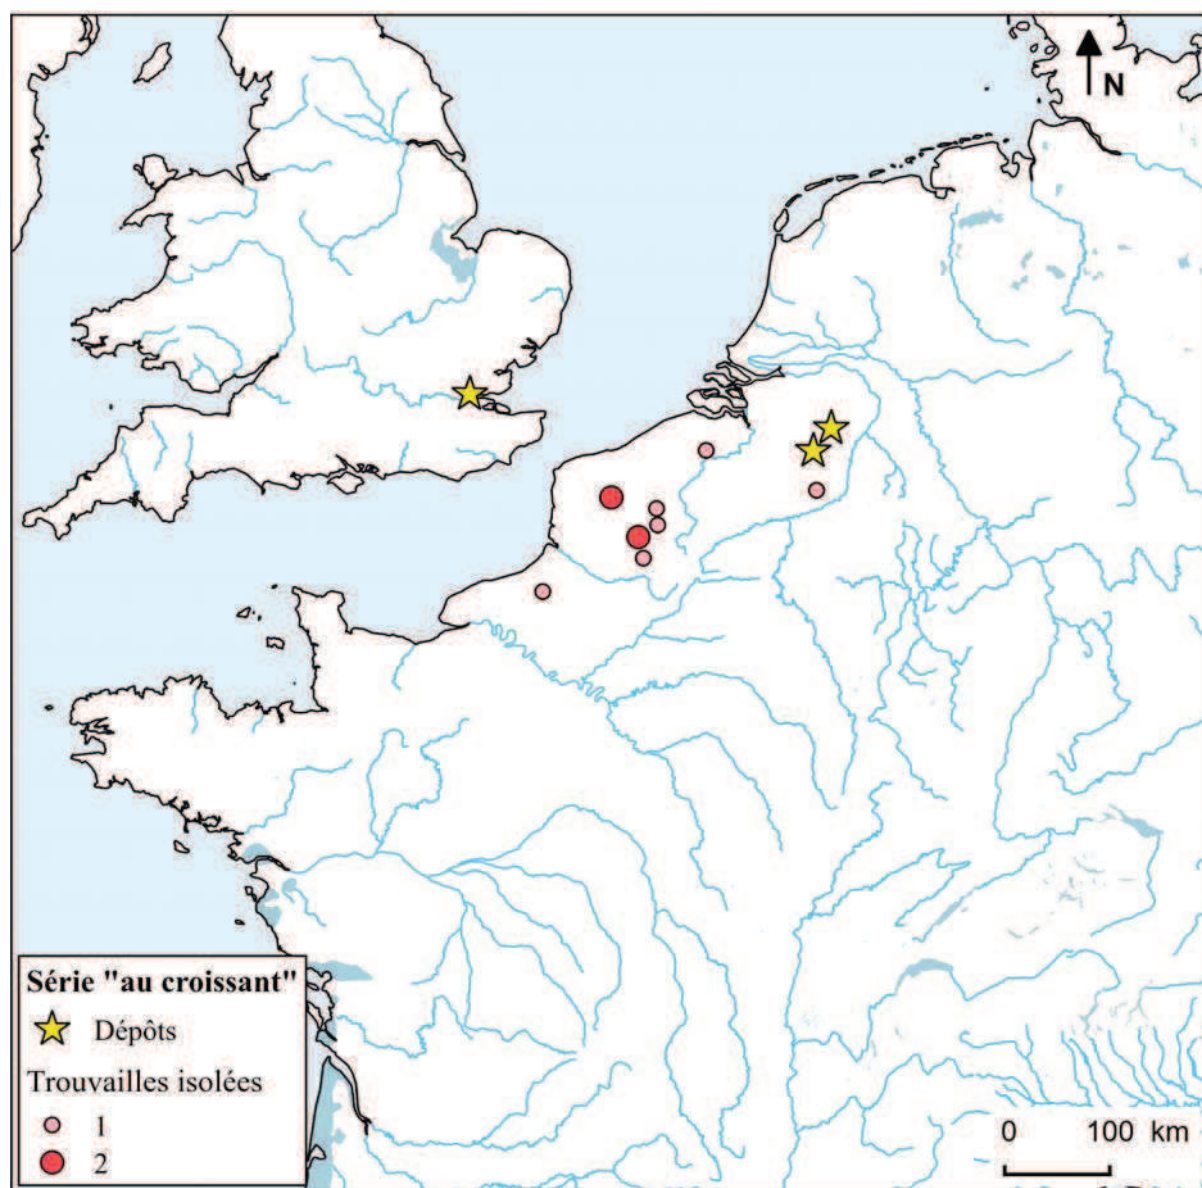 N
Série "au croissant"
Dépôts
Trouvailles isolées
1
2
0 100 km